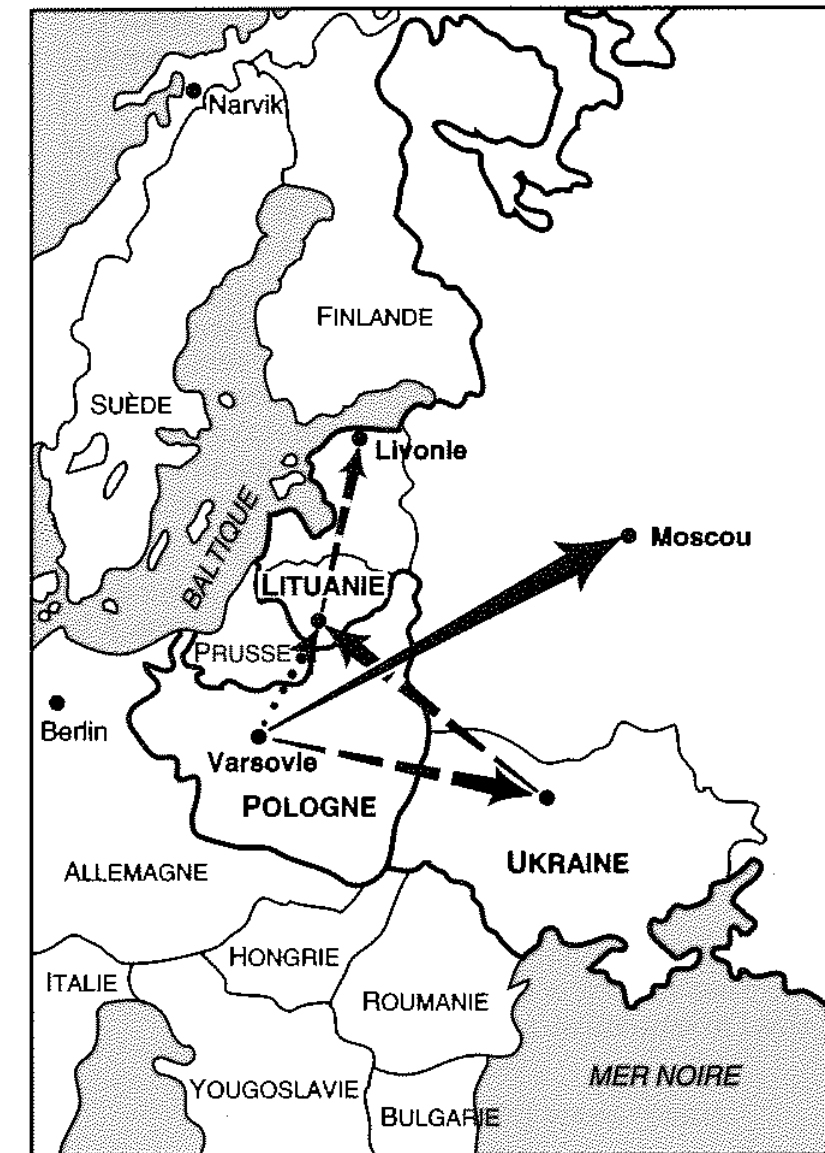 Narvik
FINLANDE
SUÈDE
Livonie
BALTIQUE
Moscou
LITUANIE
PRUSSE
Berlin
Varsovie
POLOGNE
UKRAINE
ALLEMAGNE
HONGRIE
ITALIE
ROUMANIE
MER NOIRE
YOUGOSLAVIE
BULGARIE